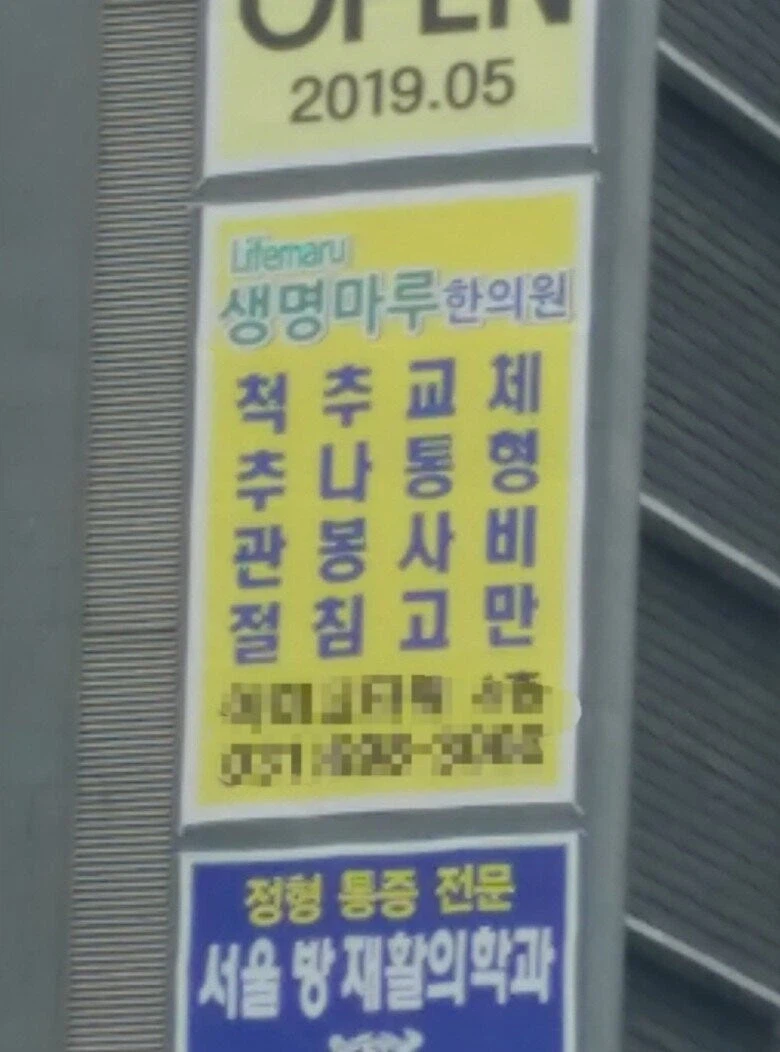 OPEN
2019.05
Lifemaru
생명마루한의원
척 추 교 체
추 나 통 형
관 봉 사 비
절 침 고 만
정형 통증 전문
서울 방 재활의학과